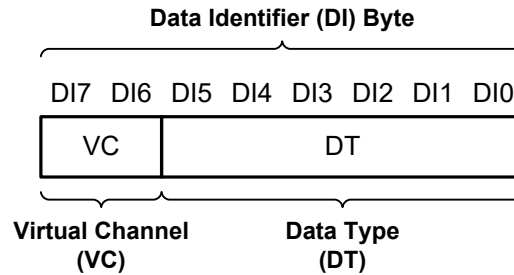 Data Identifier (DI) Byte
DI7 DI6 DI5 DI4 DI3 DI2 DI1 DI0
VC DT
Virtual Channel Data Type
(VC) (DT)